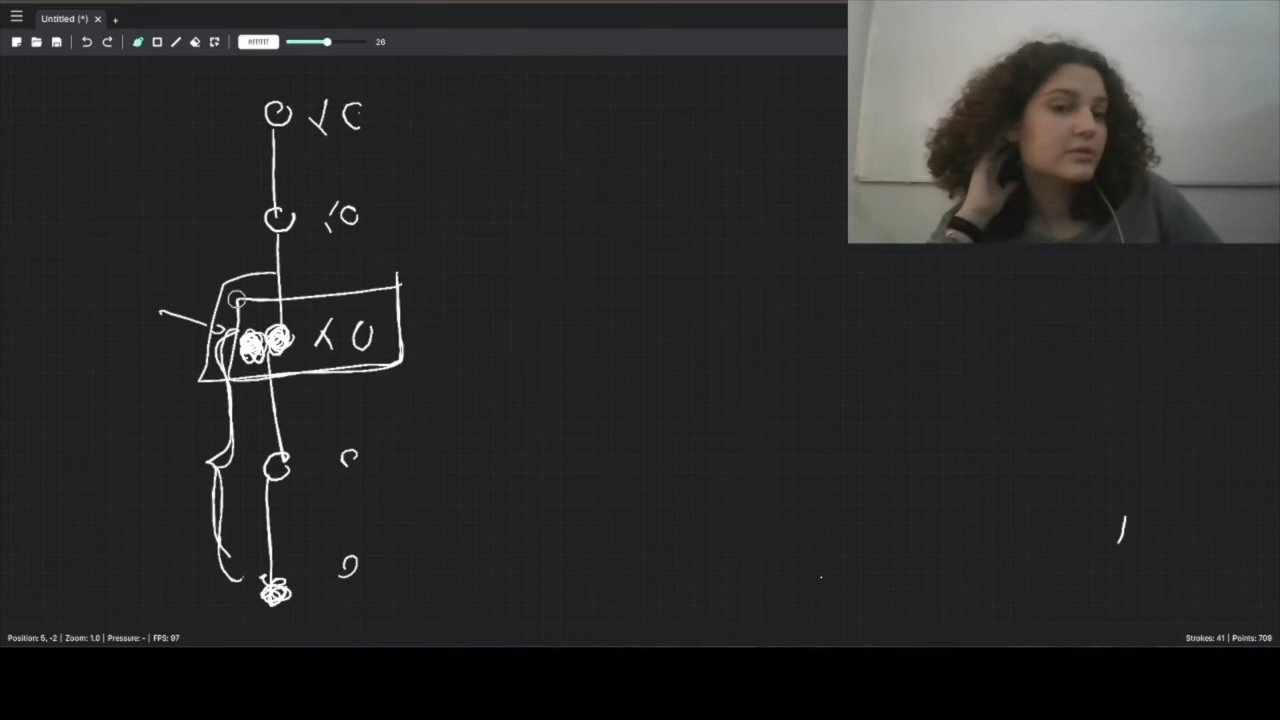 Untitled (*) × +
#ffffff 26
X O
Position: 5, -2 | Zoom: 1.0 | Pressure: - | FPS: 97
Strokes: 41 | Points: 709